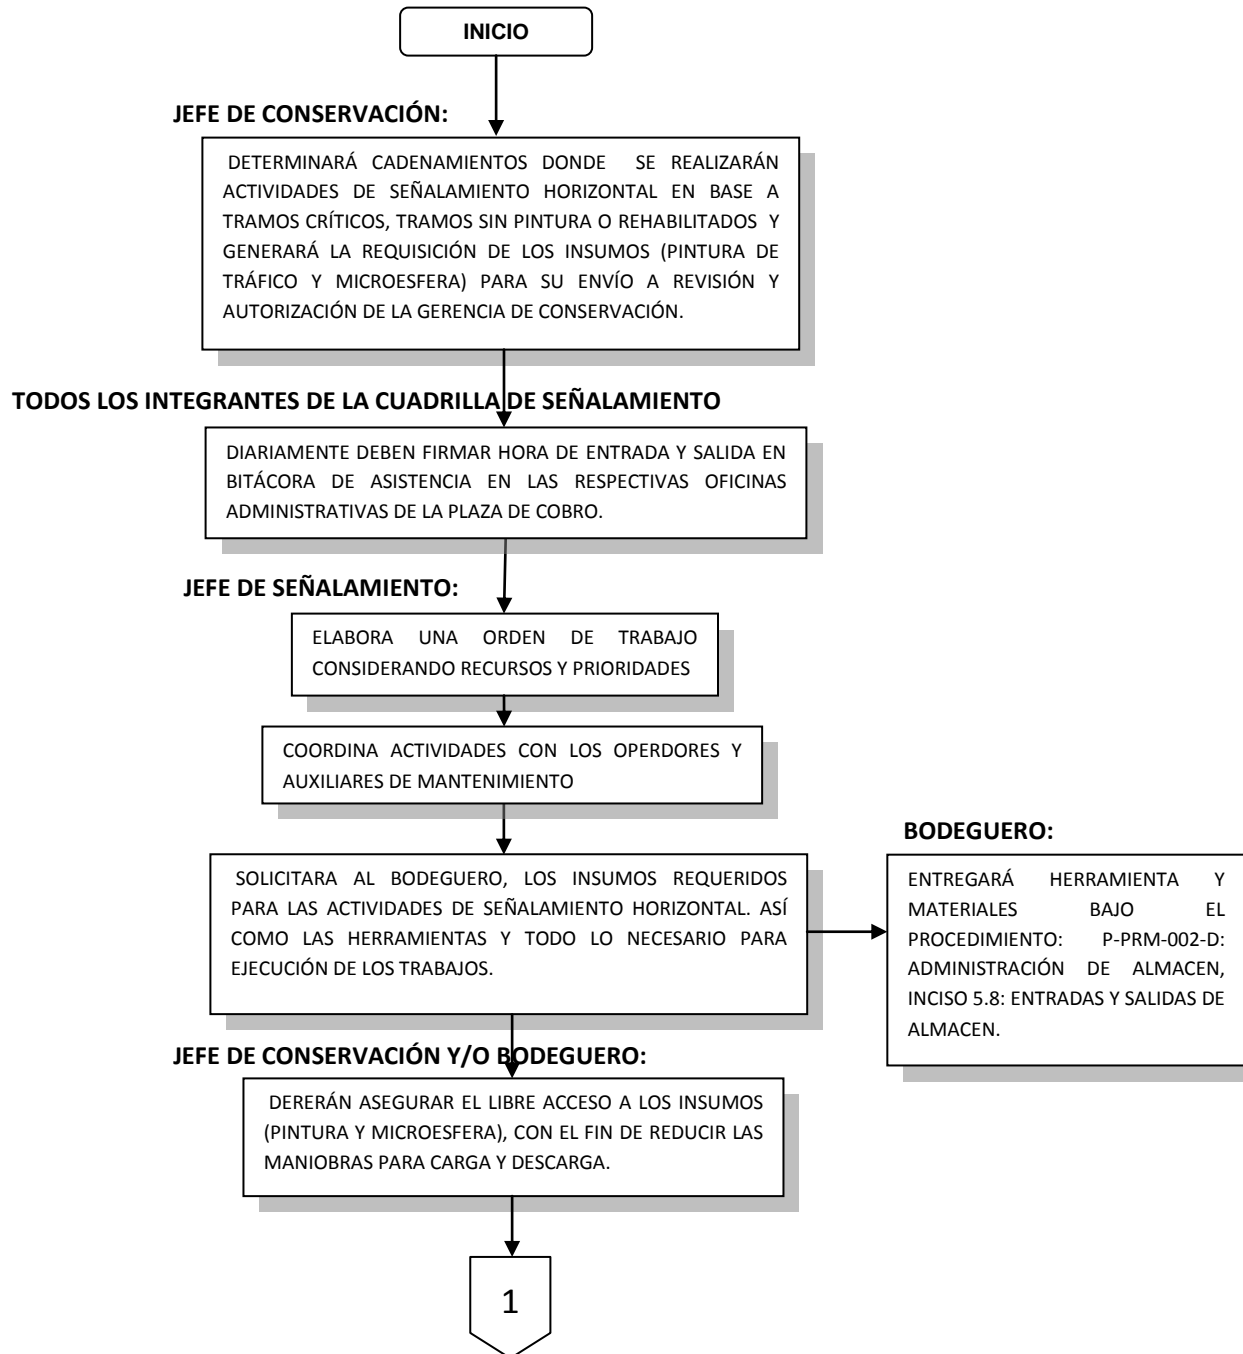 INICIO
JEFE DE CONSERVACIÓN:
DETERMINARÁ CADENAMIENTOS DONDE SE REALIZARÁN
ACTIVIDADES DE SEÑALAMIENTO HORIZONTAL EN BASE A
TRAMOS CRÍTICOS, TRAMOS SIN PINTURA O REHABILITADOS Y
GENERARÁ LA REQUISICIÓN DE LOS INSUMOS (PINTURA DE
TRÁFICO Y MICROESFERA) PARA SU ENVÍO A REVISIÓN Y
AUTORIZACIÓN DE LA GERENCIA DE CONSERVACIÓN.
TODOS LOS INTEGRANTES DE LA CUADRILLA DE SEÑALAMIENTO
DIARIAMENTE DEBEN FIRMAR HORA DE ENTRADA Y SALIDA EN
BITÁCORA DE ASISTENCIA EN LAS RESPECTIVAS OFICINAS
ADMINISTRATIVAS DE LA PLAZA DE COBRO.
JEFE DE SEÑALAMIENTO:
ELABORA UNA ORDEN DE TRABAJO
CONSIDERANDO RECURSOS Y PRIORIDADES
COORDINA ACTIVIDADES CON LOS OPERDORES Y
AUXILIARES DE MANTENIMIENTO
SOLICITARA AL BODEGUERO, LOS INSUMOS REQUERIDOS
PARA LAS ACTIVIDADES DE SEÑALAMIENTO HORIZONTAL. ASÍ
COMO LAS HERRAMIENTAS Y TODO LO NECESARIO PARA
EJECUCIÓN DE LOS TRABAJOS.
BODEGUERO:
ENTREGARÁ HERRAMIENTA Y
MATERIALES BAJO EL
PROCEDIMIENTO: P-PRM-002-D:
ADMINISTRACIÓN DE ALMACEN,
INCISO 5.8: ENTRADAS Y SALIDAS DE
ALMACEN.
JEFE DE CONSERVACIÓN Y/O BODEGUERO:
DERERÁN ASEGURAR EL LIBRE ACCESO A LOS INSUMOS
(PINTURA Y MICROESFERA), CON EL FIN DE REDUCIR LAS
MANIOBRAS PARA CARGA Y DESCARGA.
1